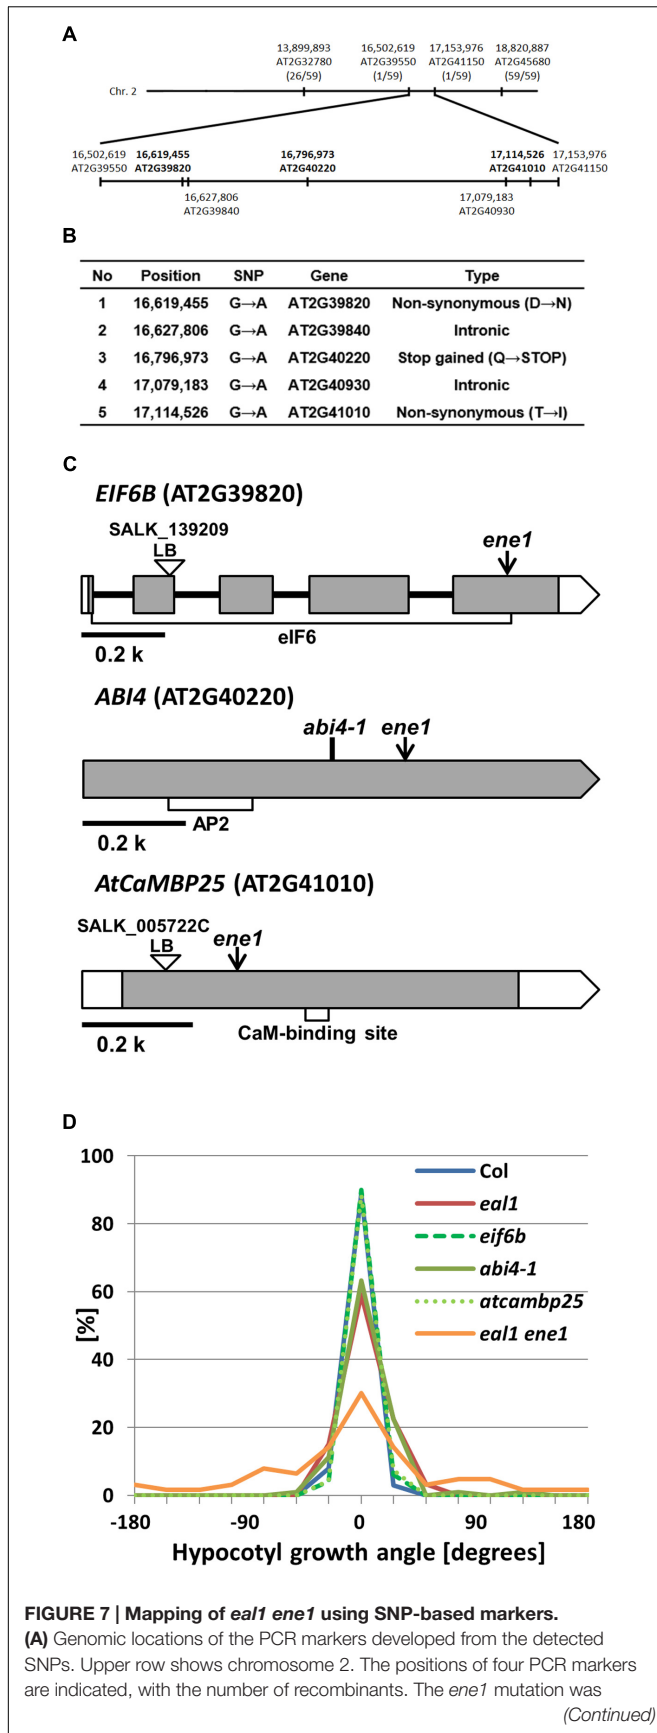 A
13,899,893 16,502,619 17,153,976 18,820,887
AT2G32780 AT2G39550 AT2G41150 AT2G45680
(26/59) (1/59) (1/59) (59/59)
Chr. 2
16,502,619 16,619,455 16,796,973 17,114,526 17,153,976
AT2G39550 AT2G39820 AT2G40220 AT2G41010 AT2G41150
16,627,806 17,079,183
AT2G39840 AT2G40930
B
No Position SNP Gene Type
1 16,619,455 G→A AT2G39820 Non-synonymous (D→N)
2 16,627,806 G→A AT2G39840 Intronic
3 16,796,973 G→A AT2G40220 Stop gained (Q→STOP)
4 17,079,183 G→A AT2G40930 Intronic
5 17,114,526 G→A AT2G41010 Non-synonymous (T→I)
C
EIF6B (AT2G39820)
SALK_139209
LB
ene1
eIF6
0.2 k
ABI4 (AT2G40220)
abi4-1 ene1
AP2
0.2 k
AtCaMBP25 (AT2G41010)
SALK_005722C
LB
ene1
CaM-binding site
0.2 k
D
100
80
60
40
20
0
[%]
Col
eal1
eif6b
abi4-1
atcambp25
eal1 ene1
-180 -90 0 90 180
Hypocotyl growth angle [degrees]
FIGURE 7 | Mapping of eal1 ene1 using SNP-based markers.
(A) Genomic locations of the PCR markers developed from the detected
SNPs. Upper row shows chromosome 2. The positions of four PCR markers
are indicated, with the number of recombinants. The ene1 mutation was
(Continued)